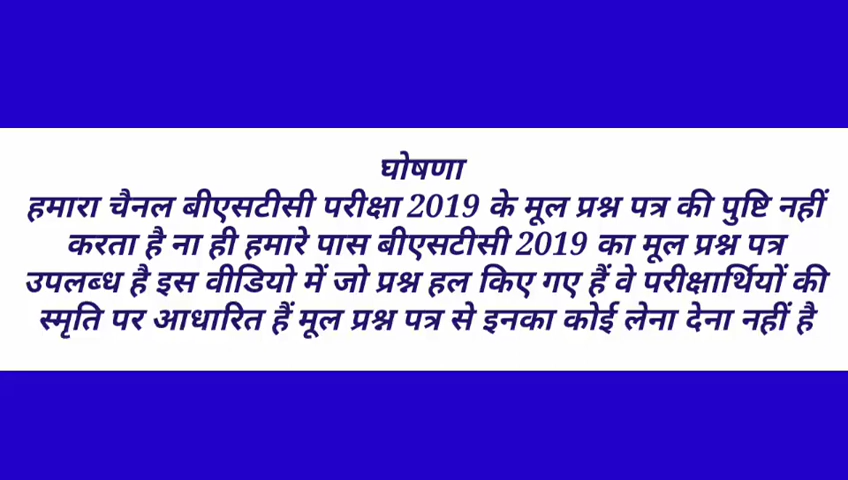 घोषणा
हमारा चैनल बीएसटीसी परीक्षा 2019 के मूल प्रश्न पत्र की पुष्टि नहीं
करता है ना ही हमारे पास बीएसटीसी 2019 का मूल प्रश्न पत्र
उपलब्ध है इस वीडियो में जो प्रश्न हल किए गए हैं वे परीक्षार्थियों की
स्मृति पर आधारित हैं मूल प्रश्न पत्र से इनका कोई लेना देना नहीं है